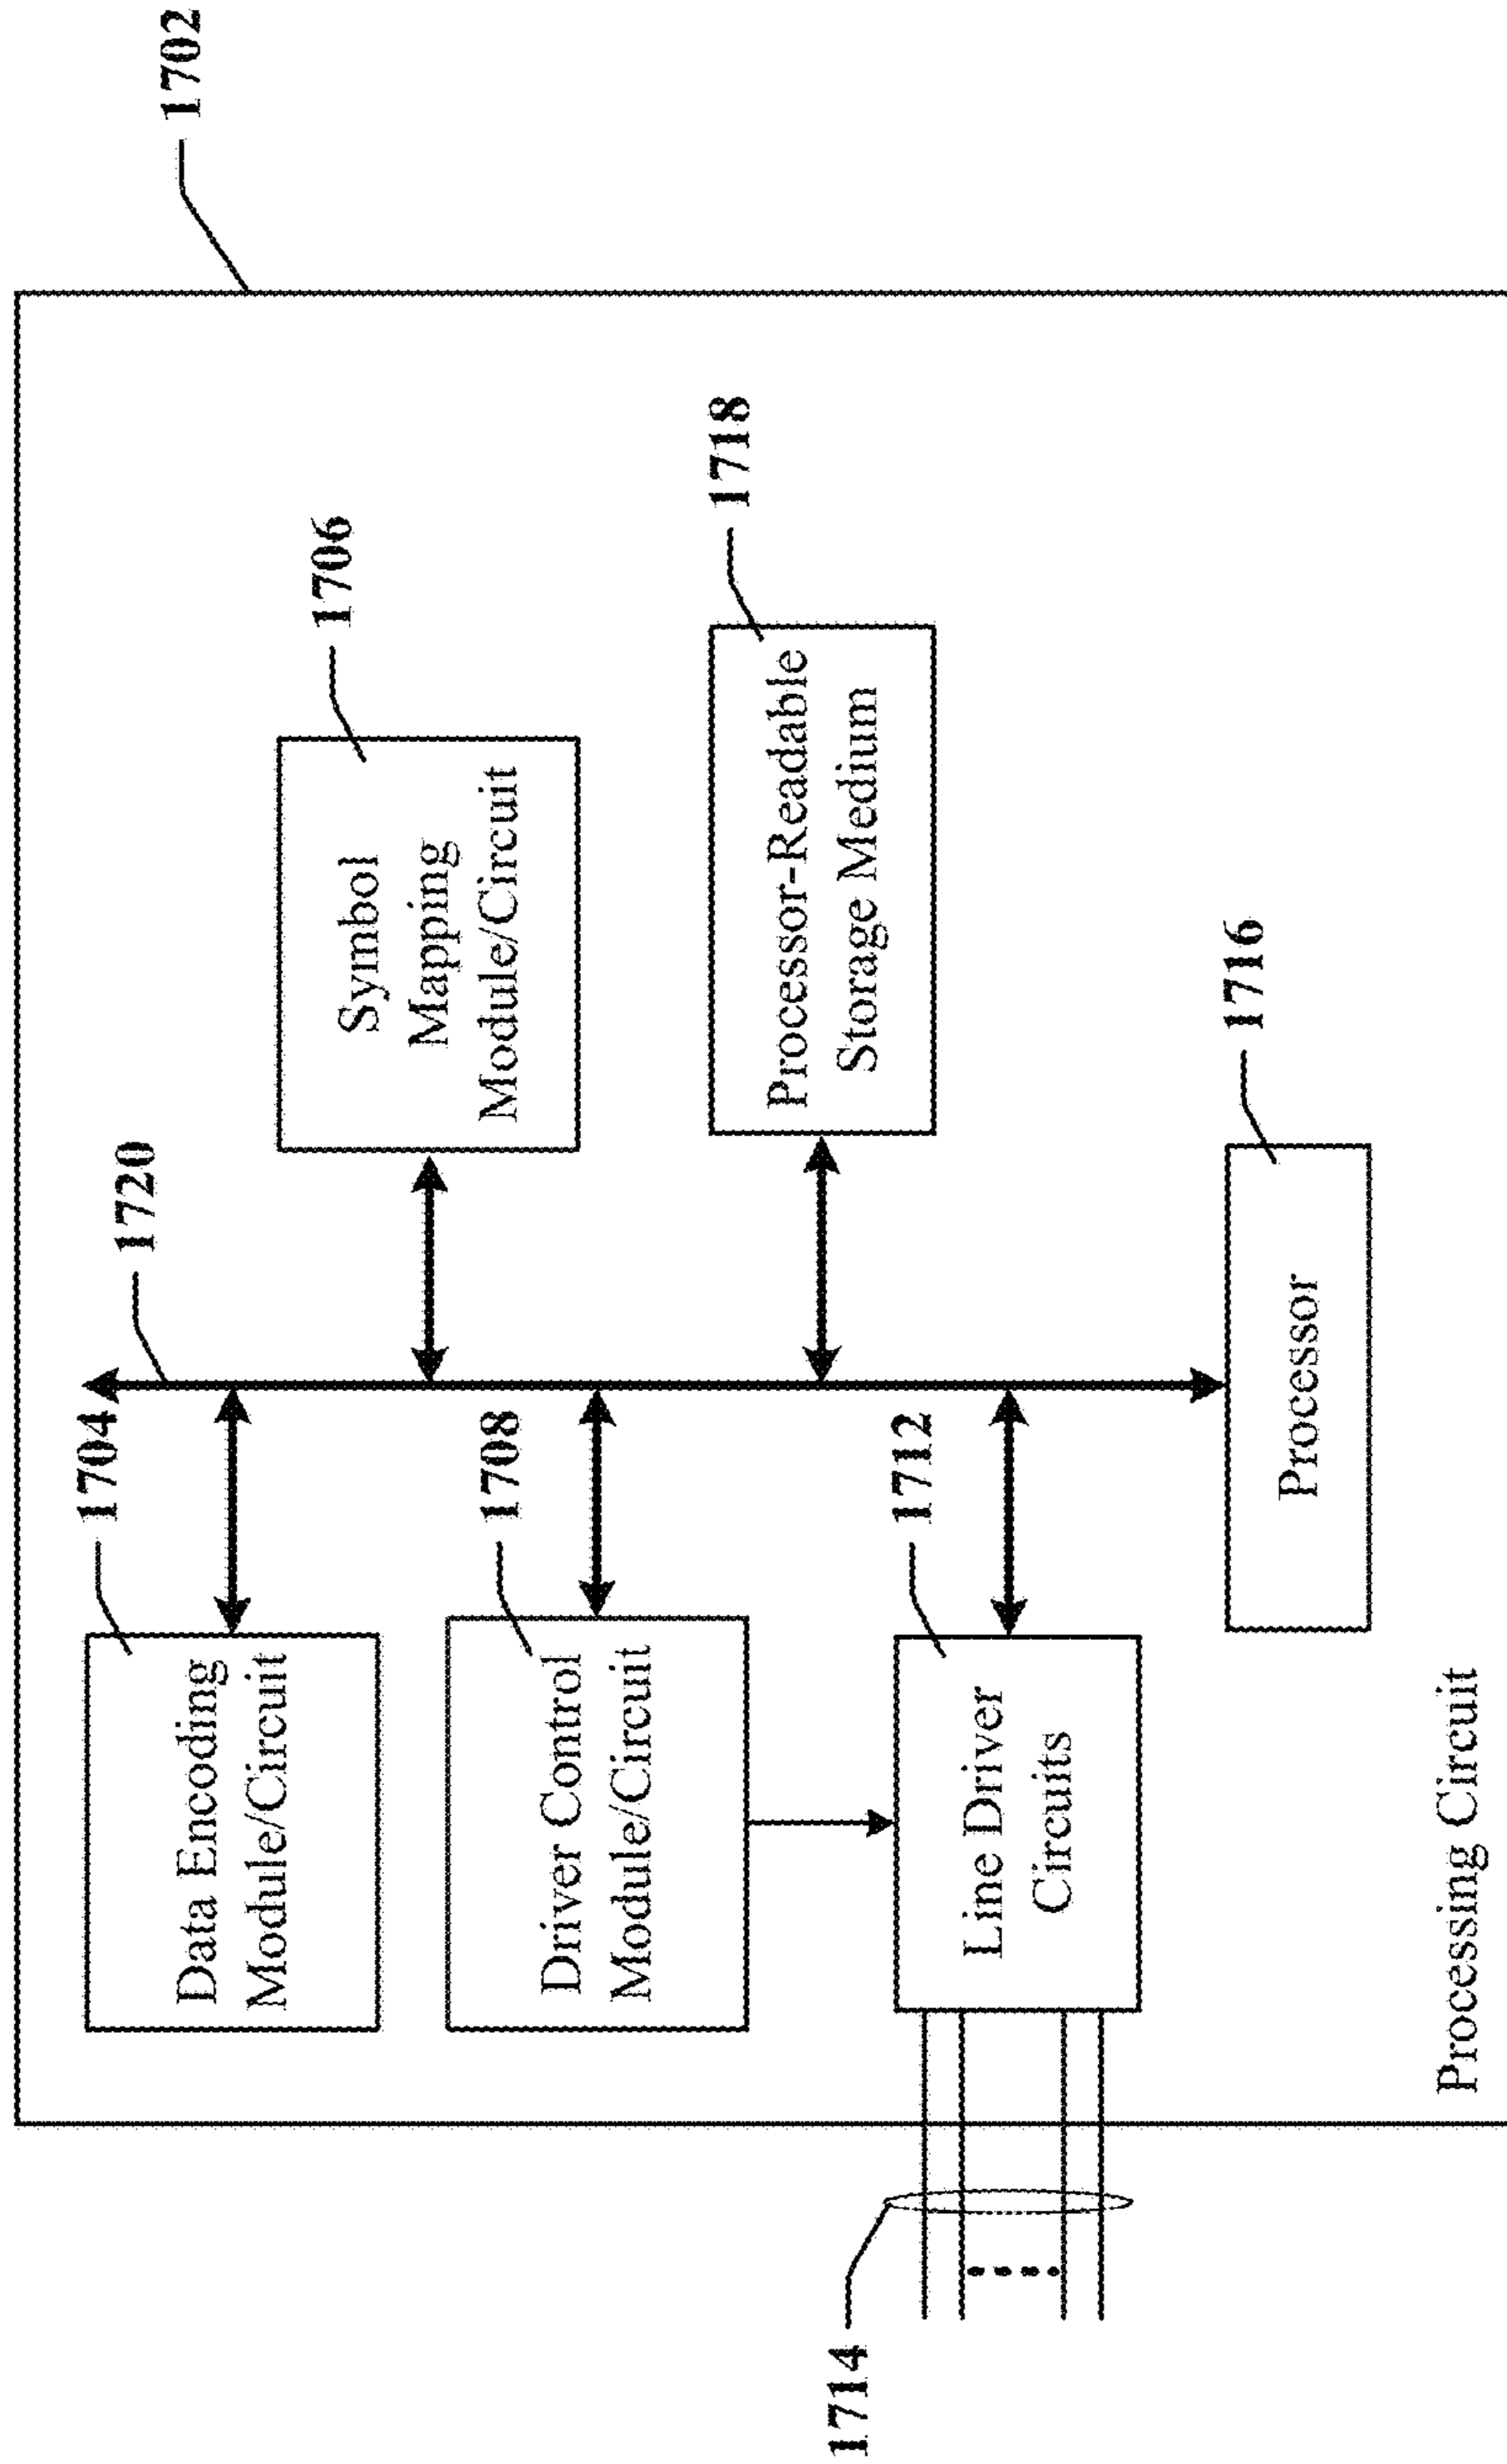 1702
1720
1704
Data Encoding
Module/Circuit
1706
Symbol
Mapping
Module/Circuit
1708
Driver Control
Module/Circuit
1718
Processor-Readable
Storage Medium
1712
Line Driver
Circuits
1714
1716
Processor
Processing Circuit